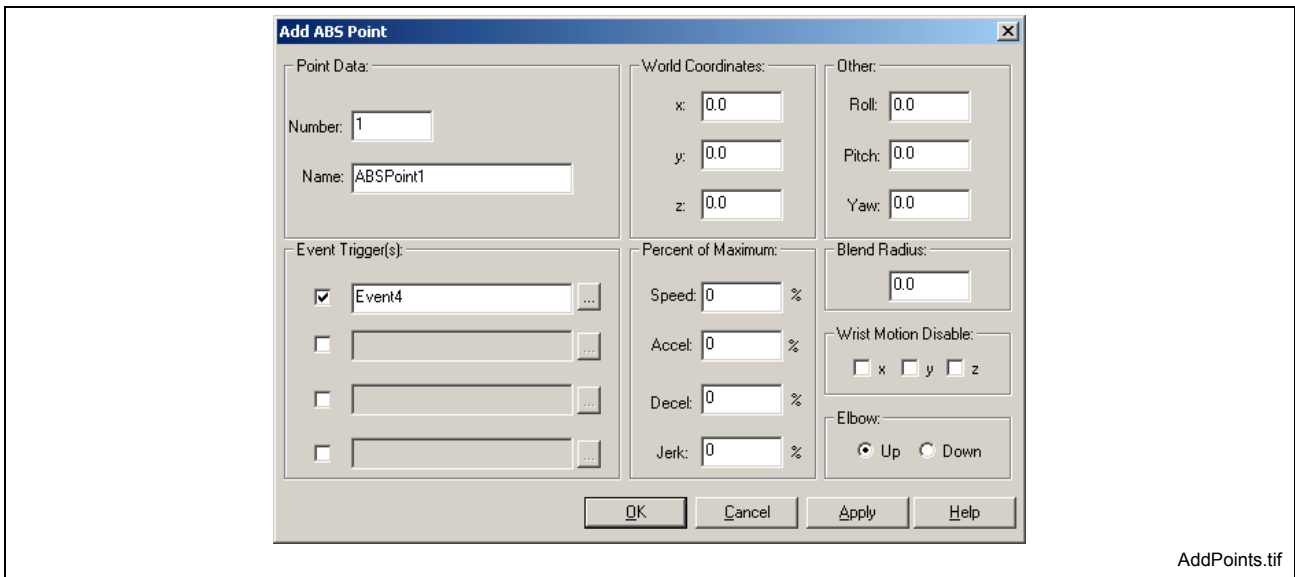 Add ABS Point
Point Data:
Number: 1
Name: ABSPoint1
World Coordinates:
x: 0.0
y: 0.0
z: 0.0
Other:
Roll: 0.0
Pitch: 0.0
Yaw: 0.0
Event Trigger(s):
Event4 ...
...
...
...
Percent of Maximum:
Speed: 0 %
Accel: 0 %
Decel: 0 %
Jerk: 0 %
Blend Radius:
0.0
Wrist Motion Disable:
x y z
Elbow:
Up Down
OK Cancel Apply Help
AddPoints.tif